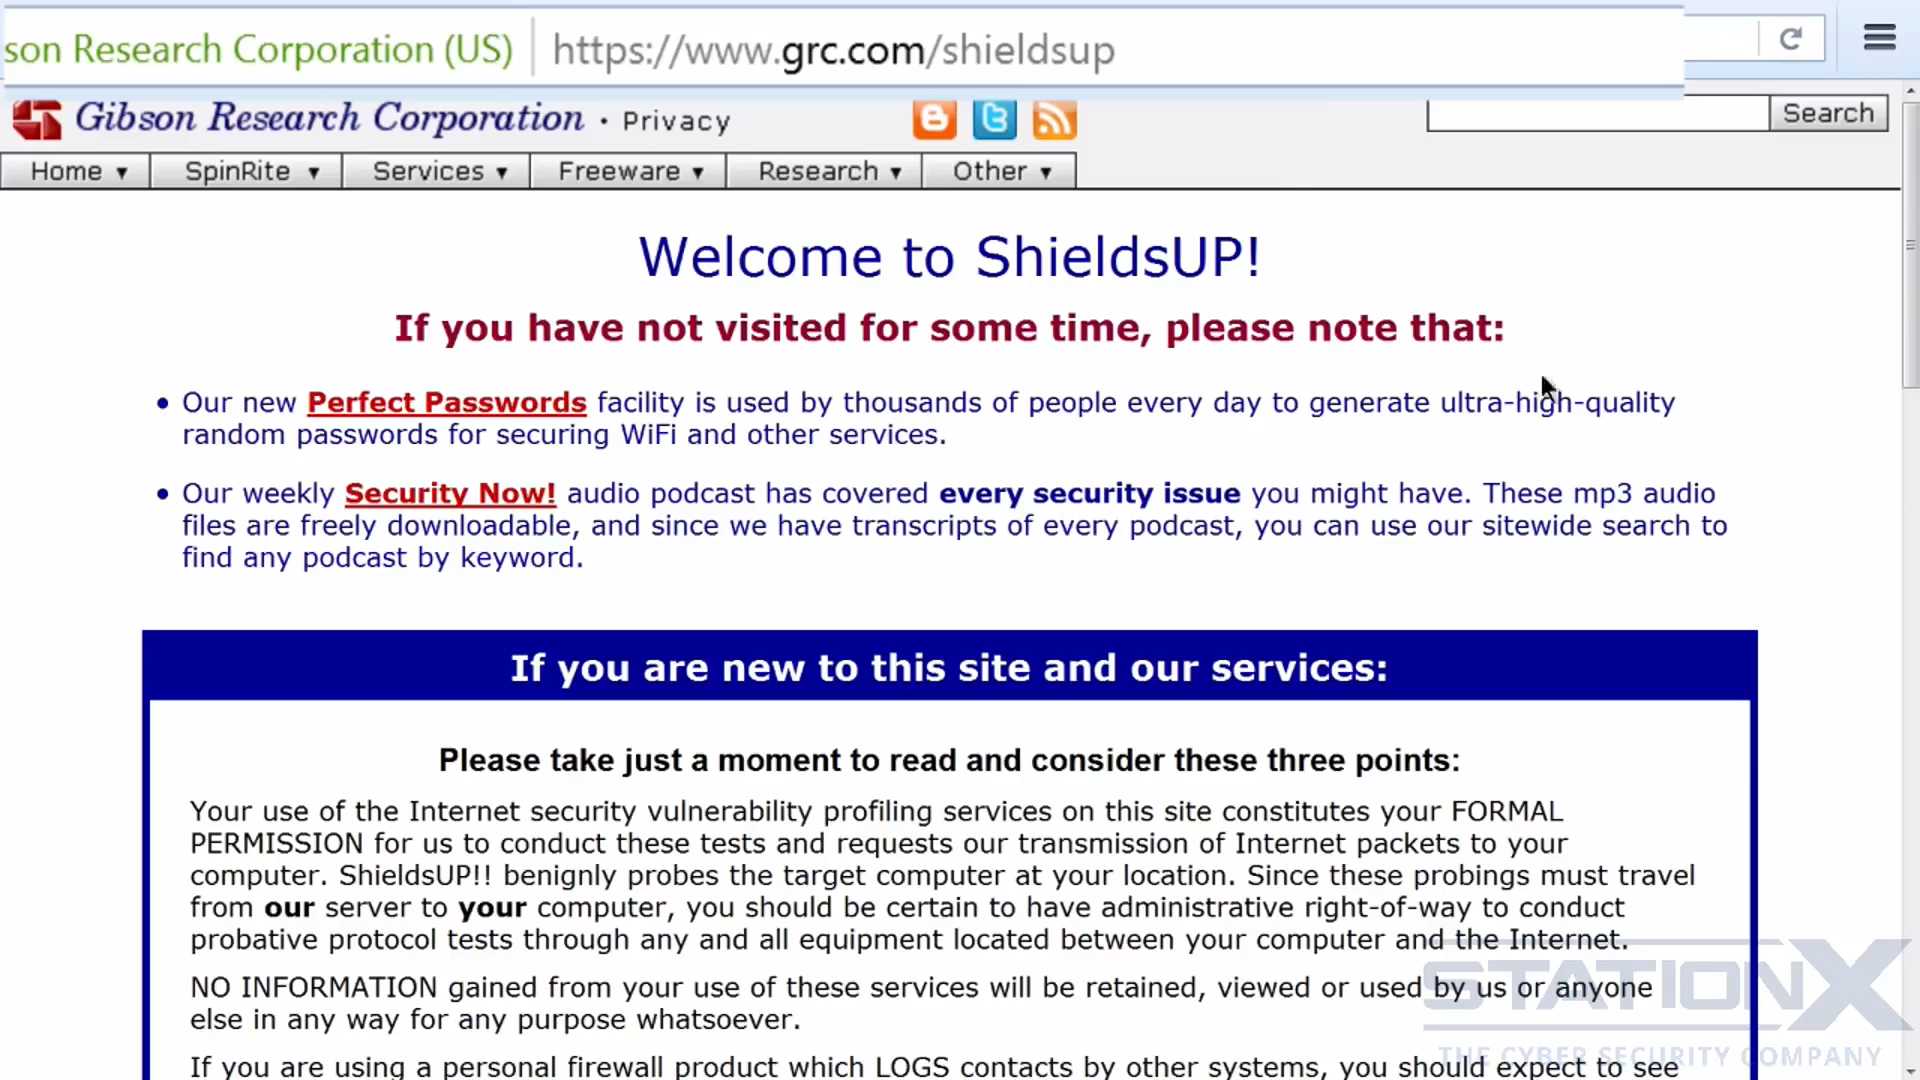 son Research Corporation (US) https://www.grc.com/shieldsup
Gibson Research Corporation · Privacy
Search
Home ▾ SpinRite ▾ Services ▾ Freeware ▾ Research ▾ Other ▾
Welcome to ShieldsUP!
If you have not visited for some time, please note that:
• Our new Perfect Passwords facility is used by thousands of people every day to generate ultra-high-quality
random passwords for securing WiFi and other services.
• Our weekly Security Now! audio podcast has covered every security issue you might have. These mp3 audio
files are freely downloadable, and since we have transcripts of every podcast, you can use our sitewide search to
find any podcast by keyword.
If you are new to this site and our services:
Please take just a moment to read and consider these three points:
Your use of the Internet security vulnerability profiling services on this site constitutes your FORMAL
PERMISSION for us to conduct these tests and requests our transmission of Internet packets to your
computer. ShieldsUP!! benignly probes the target computer at your location. Since these probings must travel
from our server to your computer, you should be certain to have administrative right-of-way to conduct
probative protocol tests through any and all equipment located between your computer and the Internet.
NO INFORMATION gained from your use of these services will be retained, viewed or used by us or anyone
else in any way for any purpose whatsoever.
If you are using a personal firewall product which LOGS contacts by other systems, you should expect to see
STATIONX
THE CYBER SECURITY COMPANY